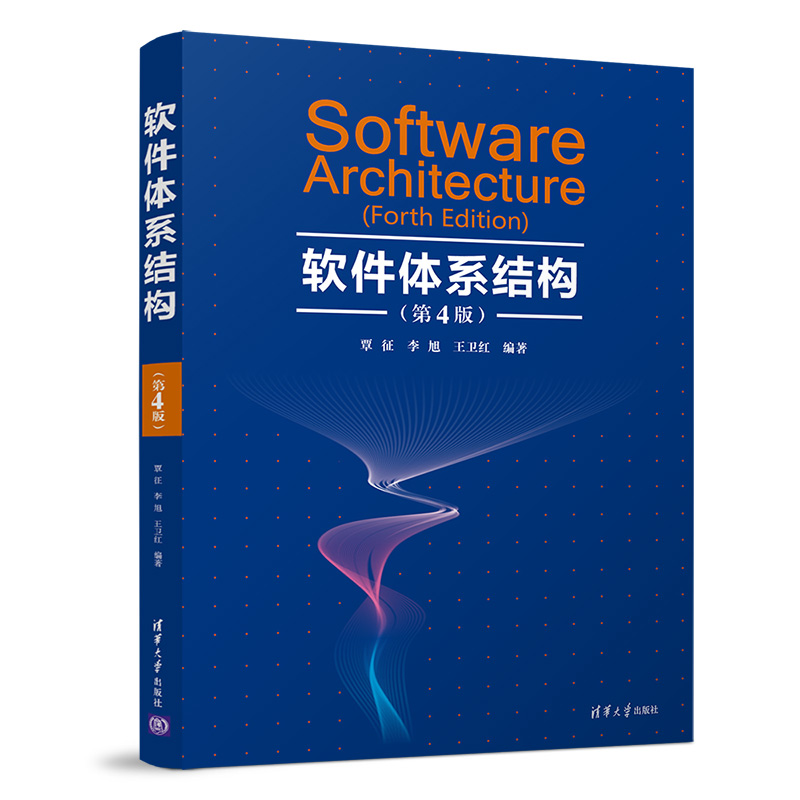 Software
Architecture
(Forth Edition)
软件体系结构
（第4版）
覃征 李旭 王卫红 编著
清华大学出版社
软件体系结构
（第4版）
覃征 李旭 王卫红 编著
清华大学出版社